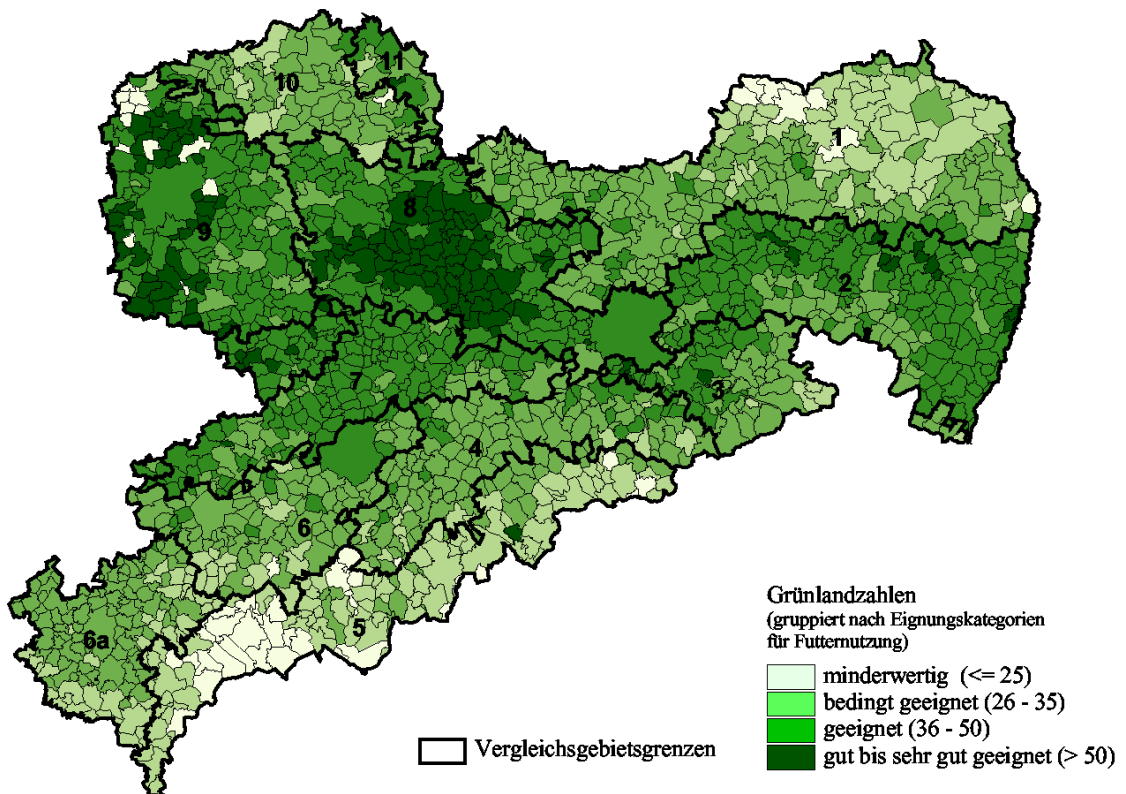 11
10
1
8
9
2
7
3
4
6
5
6a
Grünlandzahlen
(gruppiert nach Eignungskategorien
für Futternutzung)
minderwertig (<= 25)
bedingt geeignet (26 - 35)
geeignet (36 - 50)
gut bis sehr gut geeignet (> 50)
Vergleichsgebietsgrenzen